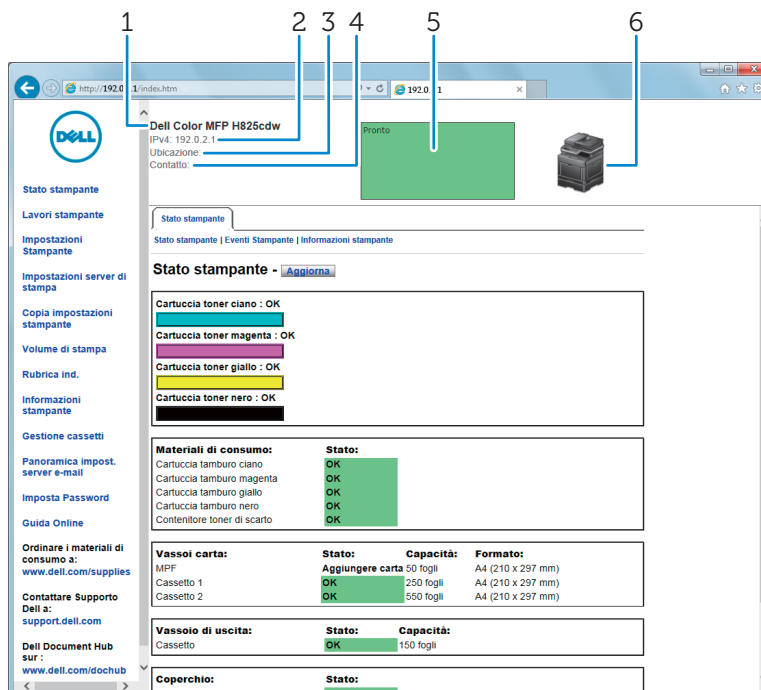 1 2 3 4 5 6
http://192.0.2.1/index.htm
192.0.2.1
DELL
Dell Color MFP H825cdw
IPv4: 192.0.2.1
Ubicazione:
Contatto:
Pronto
Stato stampante
Lavori stampante
Impostazioni
Stampante
Impostazioni server di
stampa
Copia impostazioni
stampante
Volume di stampa
Rubrica ind.
Informazioni
stampante
Gestione cassetti
Panoramica impost.
server e-mail
Imposta Password
Guida Online
Ordinare i materiali di
consumo a:
www.dell.com/supplies
Contattare Supporto
Dell a:
support.dell.com
Dell Document Hub
sur :
www.dell.com/dochub
Stato stampante
Stato stampante | Eventi Stampante | Informazioni stampante
Stato stampante - Aggiorna
Cartuccia toner ciano : OK
Cartuccia toner magenta : OK
Cartuccia toner giallo : OK
Cartuccia toner nero : OK
Materiali di consumo: Stato:
Cartuccia tamburo ciano OK
Cartuccia tamburo magenta OK
Cartuccia tamburo giallo OK
Cartuccia tamburo nero OK
Contenitore toner di scarto OK
Vassoi carta: Stato: Capacità: Formato:
MPF Aggiungere carta 50 fogli A4 (210 x 297 mm)
Cassetto 1 OK 250 fogli A4 (210 x 297 mm)
Cassetto 2 OK 550 fogli A4 (210 x 297 mm)
Vassoio di uscita: Stato: Capacità:
Cassetto OK 150 fogli
Coperchio: Stato: